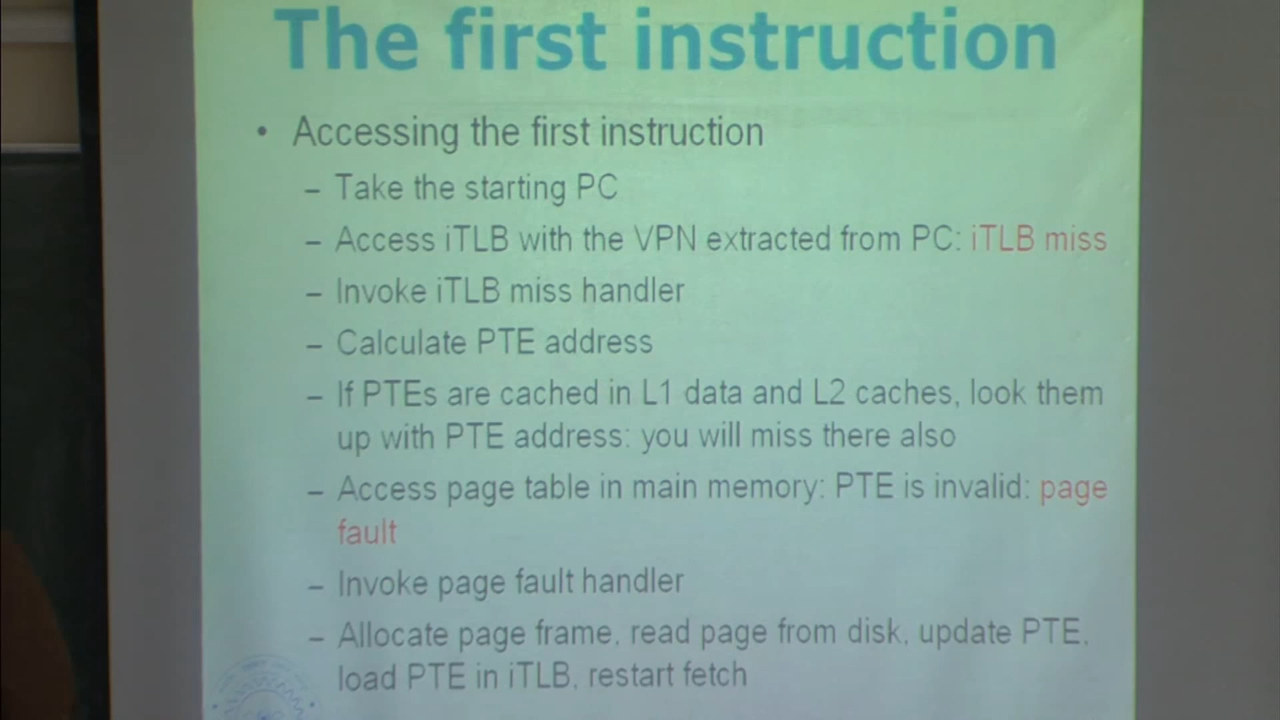 The first instruction
• Accessing the first instruction
– Take the starting PC
– Access iTLB with the VPN extracted from PC: iTLB miss
– Invoke iTLB miss handler
– Calculate PTE address
– If PTEs are cached in L1 data and L2 caches, look them
up with PTE address: you will miss there also
– Access page table in main memory: PTE is invalid: page
fault
– Invoke page fault handler
– Allocate page frame, read page from disk, update PTE,
load PTE in iTLB, restart fetch